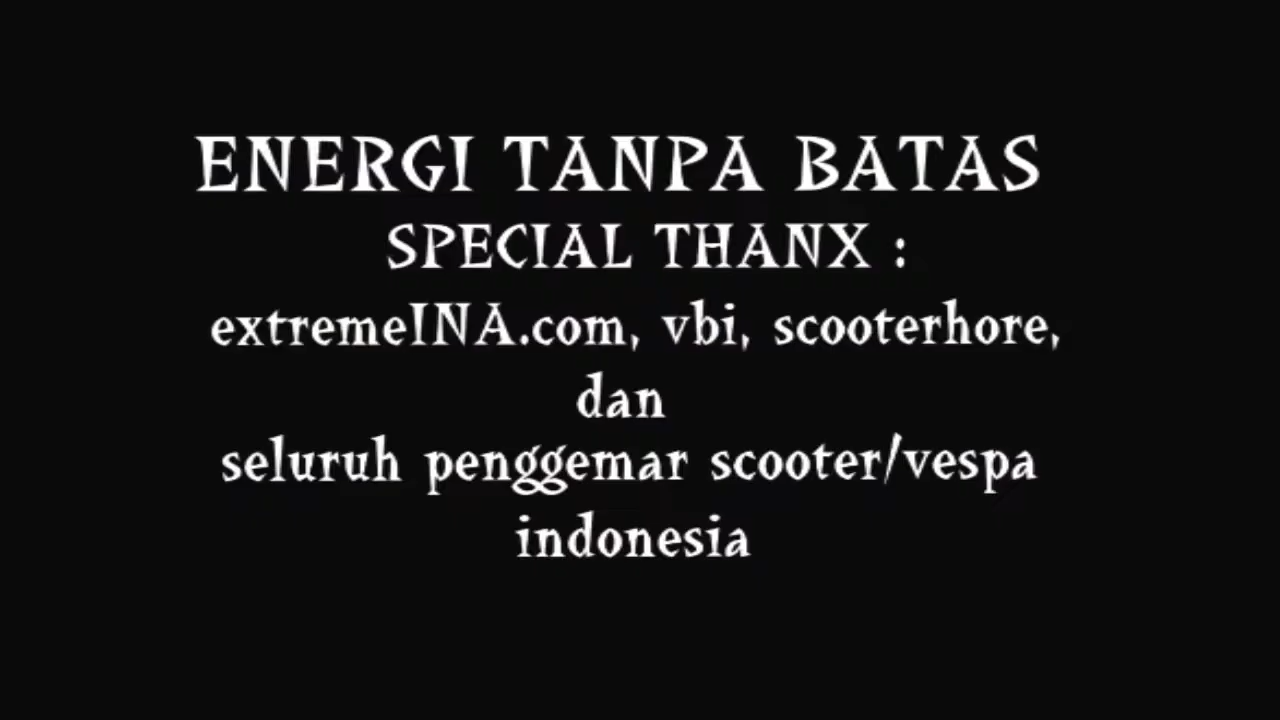 ENERGI TANPA BATAS
SPECIAL THANX :
extremeINA.com, vbi, scooterhore,
dan
seluruh penggemar scooter/vespa
indonesia